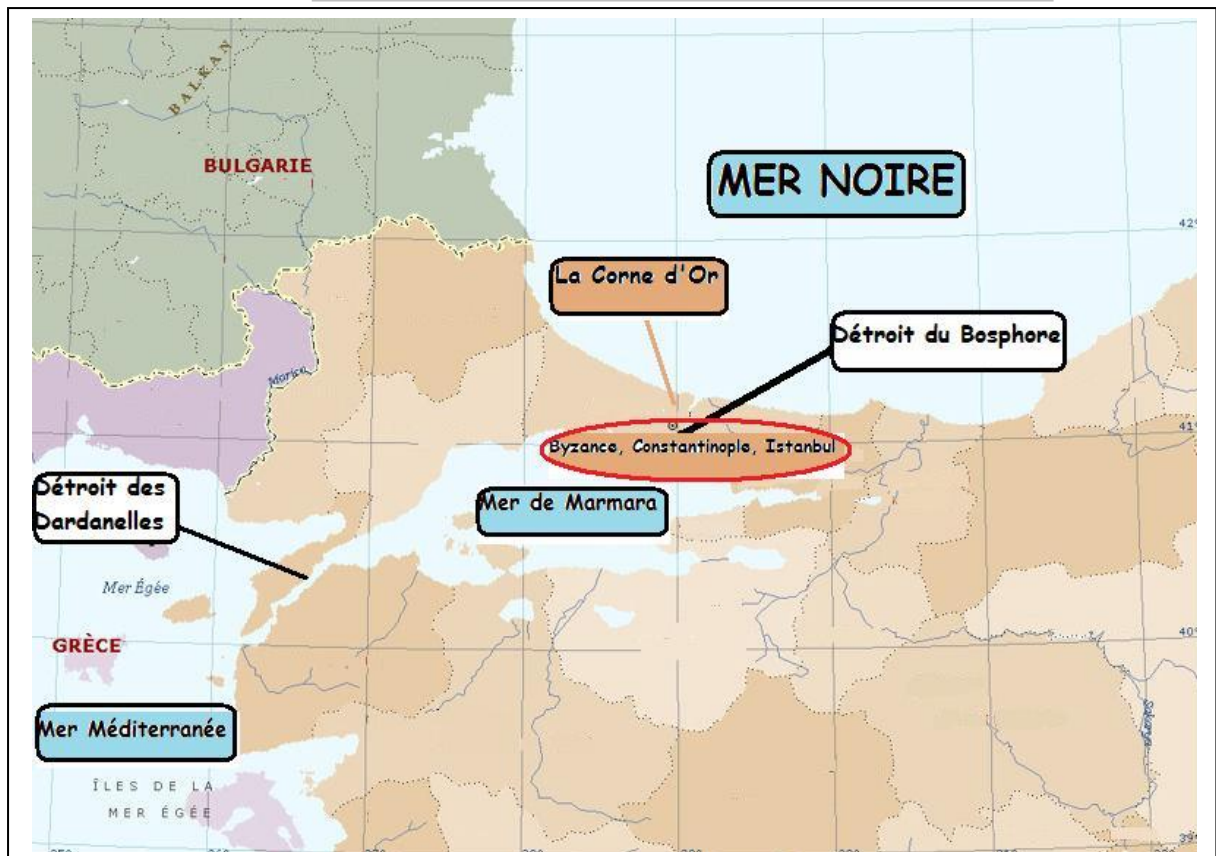 BALKAN
BULGARIE
MER NOIRE
42°
La Corne d'Or
Détroit du Bosphore
Marica
41°
Byzance, Constantinople, Istanbul
Détroit des
Dardanelles
Mer de Marmara
Mer Égée
40°
GRÈCE
Mer Méditerranée
ÎLES DE LA
MER ÉGÉE
39°